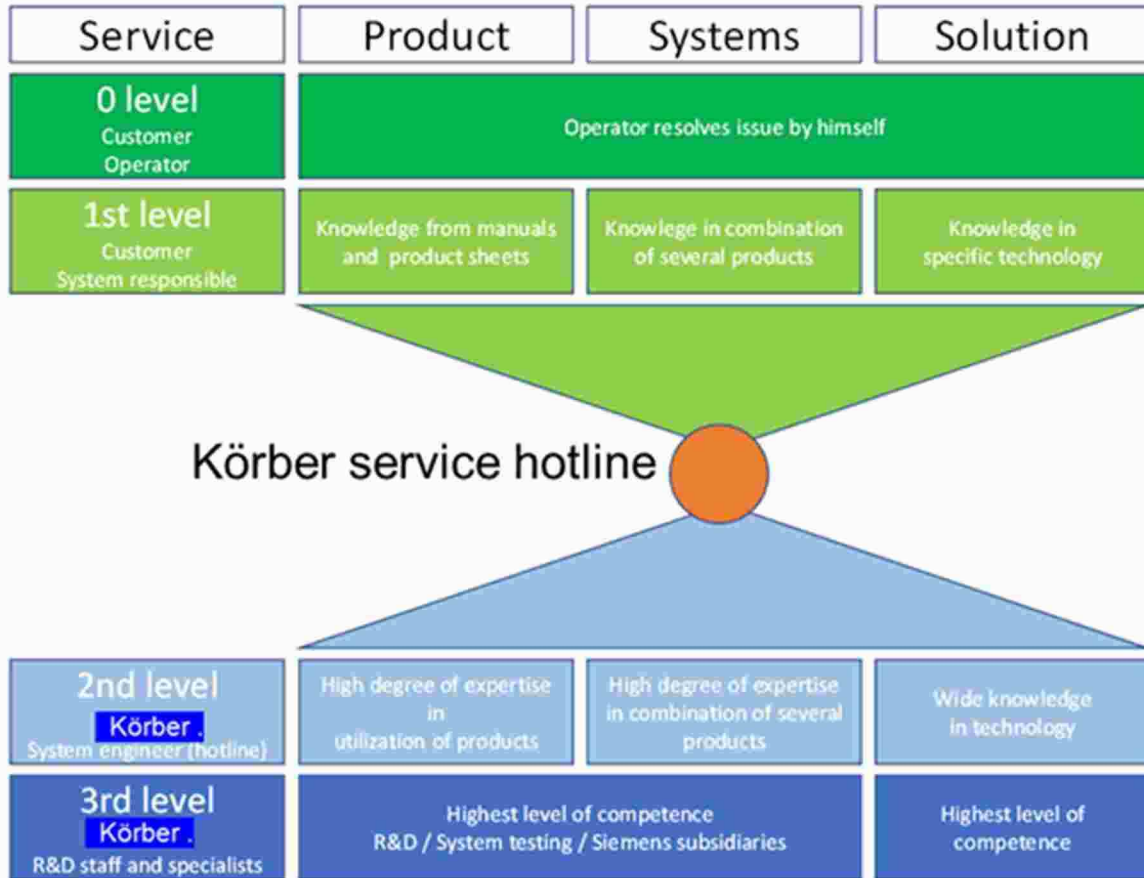 Service
Product
Systems
Solution
0 level
Customer
Operator
Operator resolves issue by himself
1st level
Customer
System responsible
Knowledge from manuals
and product sheets
Knowlege in combination
of several products
Knowledge in
specific technology
Körber service hotline
2nd level
Körber .
System engineer (hotline)
High degree of expertise
in
utilization of products
High degree of expertise
in combination of several
products
Wide knowledge
in technology
3rd level
Körber .
R&D staff and specialists
Highest level of competence
R&D / System testing / Siemens subsidiaries
Highest level of
competence